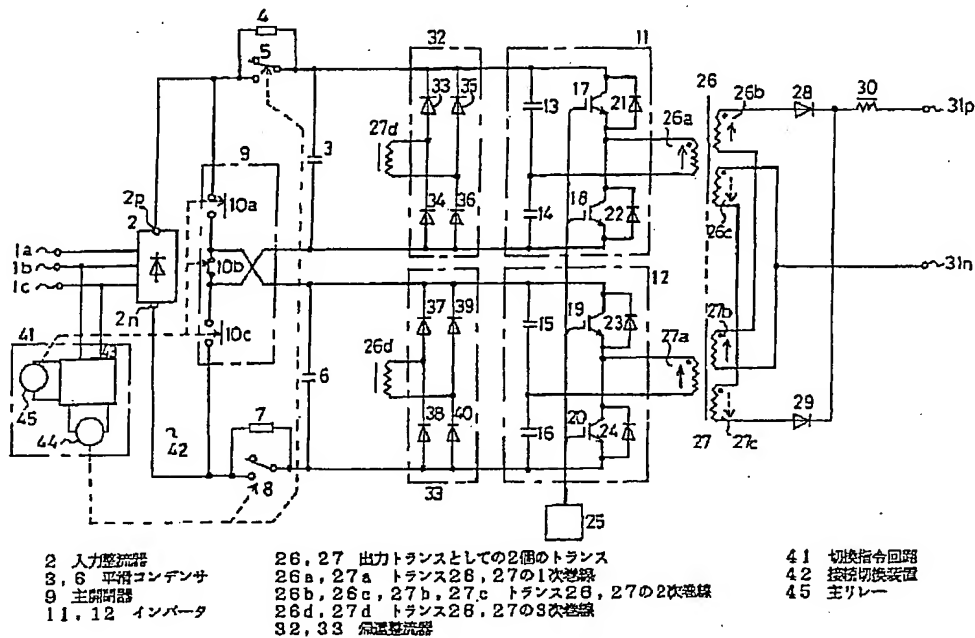 4
5
32
11
33
35
17
21
13
26
26b
28
30
31p
26a
27d
3
9
2p
2
10a
34
36
14
18
22
26c
1a
1b
1c
10b
31n
12
2n
10c
37
39
15
19
23
27b
27a
41
43
26d
6
45
7
38
40
16
20
24
29
27
27c
44
42
8
33
25
2 入力整流器
3, 6 平滑コンデンサ
9 主開閉器
11, 12 インバータ
26, 27 出力トランスとしての2個のトランス
26a, 27a トランス26, 27の1次巻線
26b, 26c, 27b, 27c トランス26, 27の2次巻線
26d, 27d トランス26, 27の3次巻線
32, 33 帰還整流器
41 切換指令回路
42 接続切換装置
45 主リレー